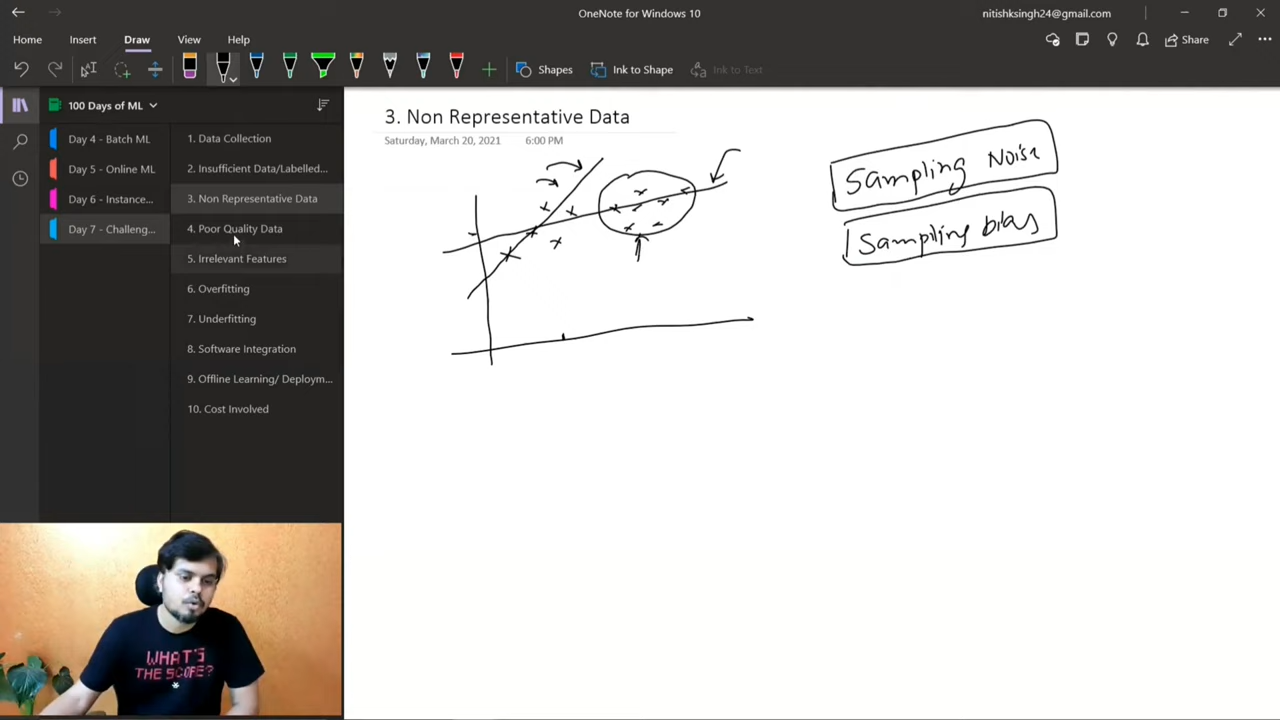 OneNote for Windows 10
nitishksingh24@gmail.com
Home
Insert
Draw
View
Help
Shapes
Ink to Shape
Ink to Text
Share
100 Days of ML
Day 4 - Batch ML
Day 5 - Online ML
Day 6 - Instance...
Day 7 - Challeng...
1. Data Collection
2. Insufficient Data/Labelled...
3. Non Representative Data
4. Poor Quality Data
5. Irrelevant Features
6. Overfitting
7. Underfitting
8. Software Integration
9. Offline Learning/ Deploym...
10. Cost Involved
3. Non Representative Data
Saturday, March 20, 2021 6:00 PM
Sampling Noise
Sampling bias
WHAT'S
THE SCOPE?